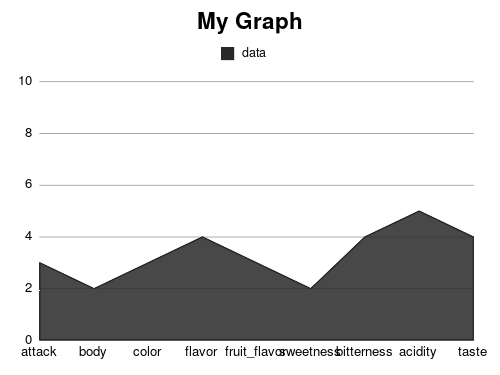 My Graph
data
10
8
6
4
2
0
attack body color flavor fruit_flavor sweetness bitterness acidity taste